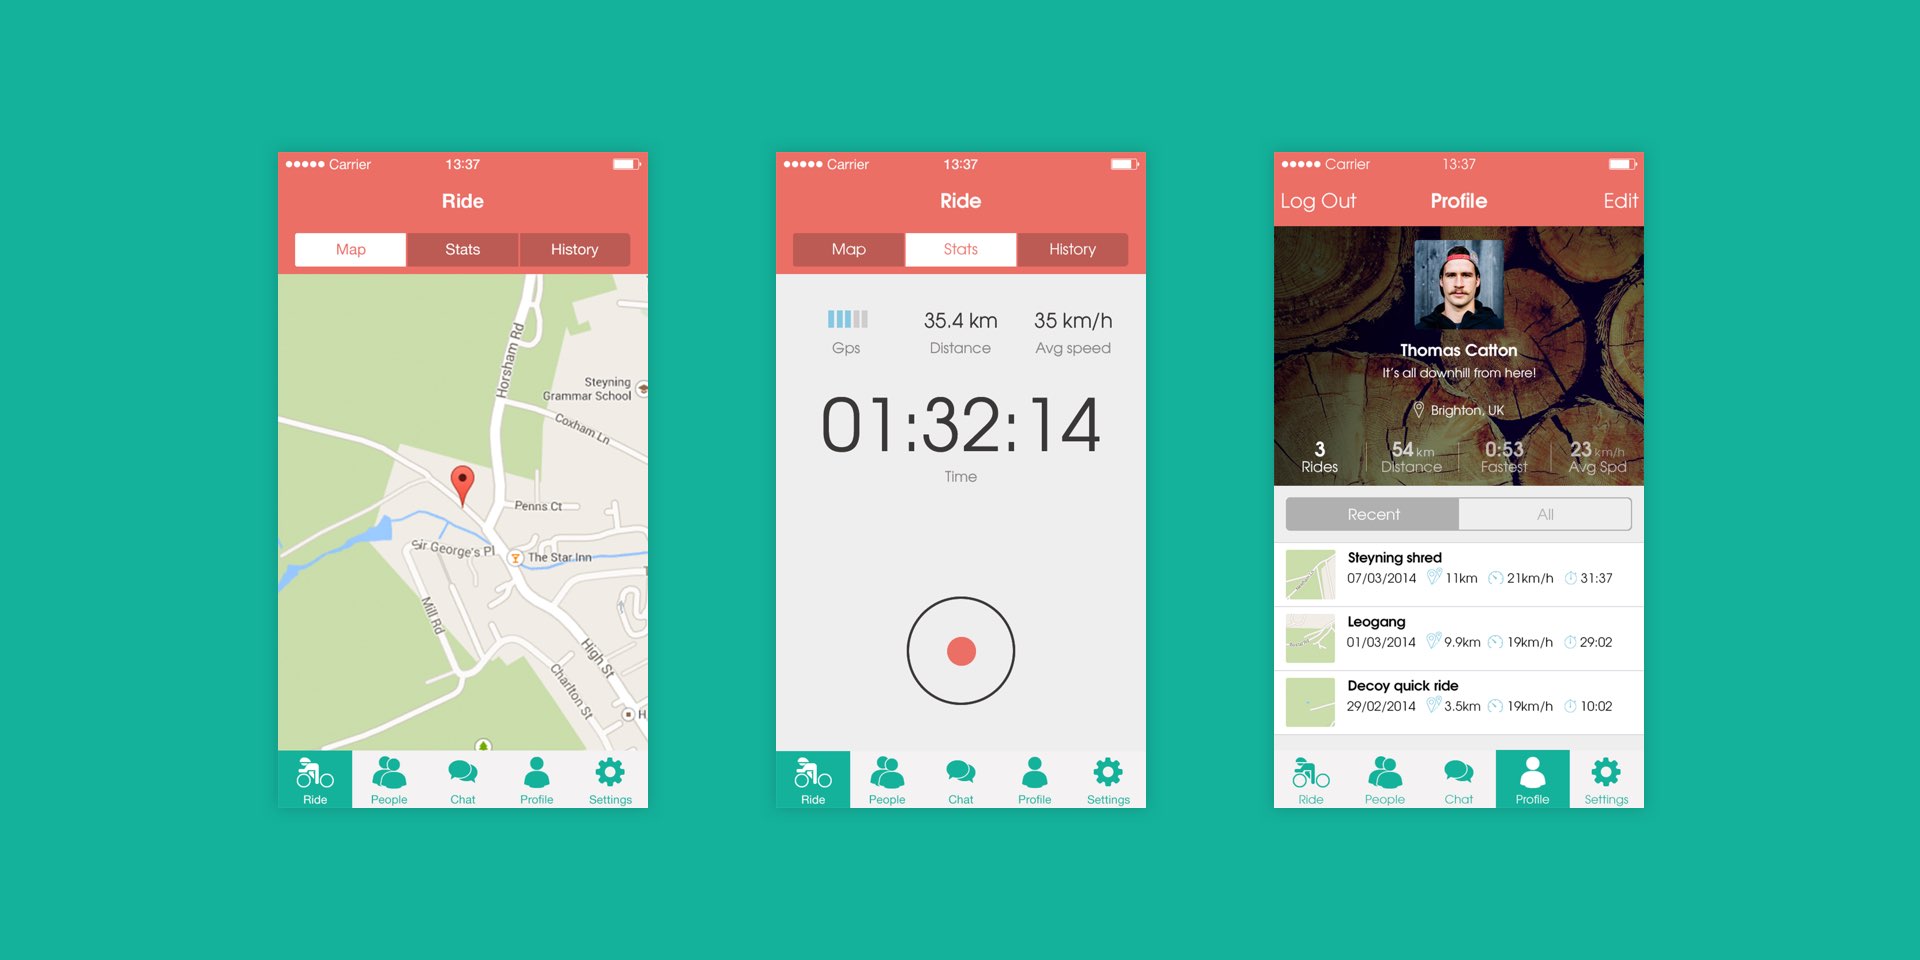 Carrier 13:37
Ride
Map Stats History
Horsham Rd
Steyning
Grammar School
Coxham Ln
Penns Ct
Sir George's Pl
The Star Inn
Mill Rd
High St
Charlton St
H
Ride People Chat Profile Settings
Carrier 13:37
Ride
Map Stats History
35.4 km 35 km/h
Gps Distance Avg speed
01:32:14
Time
Ride People Chat Profile Settings
Carrier 13:37
Log Out Profile Edit
Thomas Catton
It's all downhill from here!
Brighton, UK
3 54 km 0:53 23 km/h
Rides Distance Fastest Avg Spd
Recent All
Steyning shred
07/03/2014 11km 21km/h 31:37
Leogang
01/03/2014 9.9km 19km/h 29:02
Decoy quick ride
29/02/2014 3.5km 19km/h 10:02
Ride People Chat Profile Settings